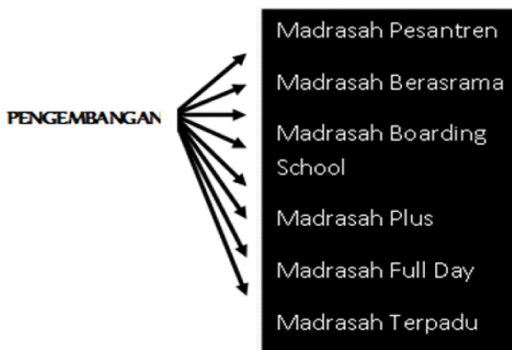 PENGEMBANGAN
Madrasah Pesantren
Madrasah Berasrama
Madrasah Boarding
School
Madrasah Plus
Madrasah Full Day
Madrasah Terpadu